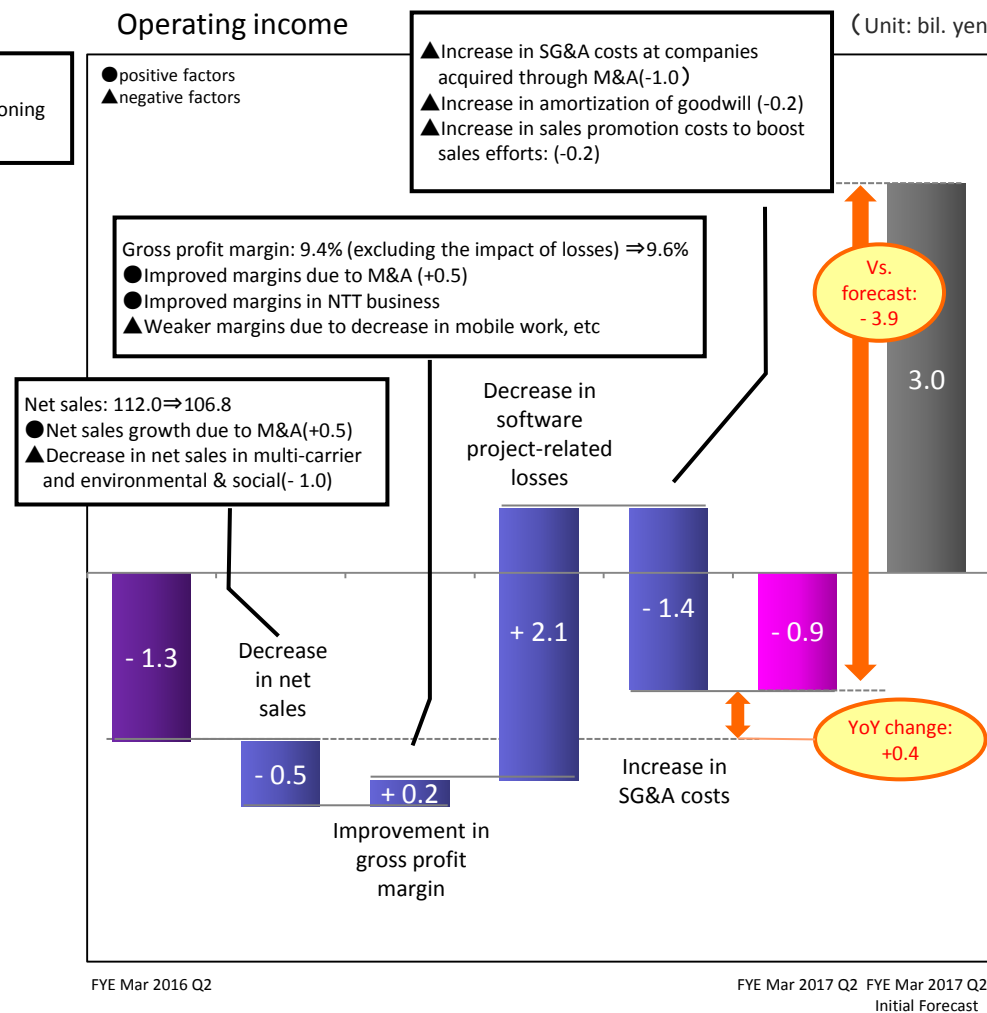 Operating income
(Unit: bil. yen
oning
●positive factors
▲negative factors
▲Increase in SG&A costs at companies
acquired through M&A(-1.0)
▲Increase in amortization of goodwill (-0.2)
▲Increase in sales promotion costs to boost
sales efforts: (-0.2)
Gross profit margin: 9.4% (excluding the impact of losses) ⇒9.6%
●Improved margins due to M&A (+0.5)
●Improved margins in NTT business
▲Weaker margins due to decrease in mobile work, etc
Net sales: 112.0⇒106.8
●Net sales growth due to M&A(+0.5)
▲Decrease in net sales in multi-carrier
and environmental & social(- 1.0)
Decrease in
software
project-related
losses
Vs.
forecast:
- 3.9
3.0
- 1.3
Decrease
in net
sales
- 0.5
+ 0.2
Improvement in
gross profit
margin
+ 2.1
- 1.4
Increase in
SG&A costs
- 0.9
YoY change:
+0.4
FYE Mar 2016 Q2
FYE Mar 2017 Q2
FYE Mar 2017 Q2
Initial Forecast